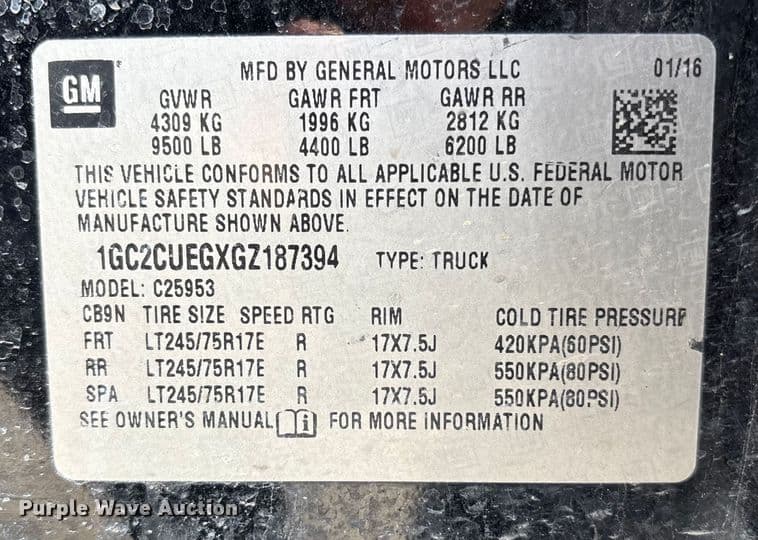 GM
MFD BY GENERAL MOTORS LLC 01/16
GVWR GAWR FRT GAWR RR
4309 KG 1996 KG 2812 KG
9500 LB 4400 LB 6200 LB
THIS VEHICLE CONFORMS TO ALL APPLICABLE U.S. FEDERAL MOTOR
VEHICLE SAFETY STANDARDS IN EFFECT ON THE DATE OF
MANUFACTURE SHOWN ABOVE.
1GC2CUEGXGZ187394 TYPE: TRUCK
MODEL: C25953
CB9N TIRE SIZE SPEED RTG RIM COLD TIRE PRESSURE
FRT LT245/75R17E R 17X7.5J 420KPA(60PSI)
RR LT245/75R17E R 17X7.5J 550KPA(80PSI)
SPA LT245/75R17E R 17X7.5J 550KPA(80PSI)
SEE OWNER'S MANUAL FOR MORE INFORMATION
Purple Wave Auction